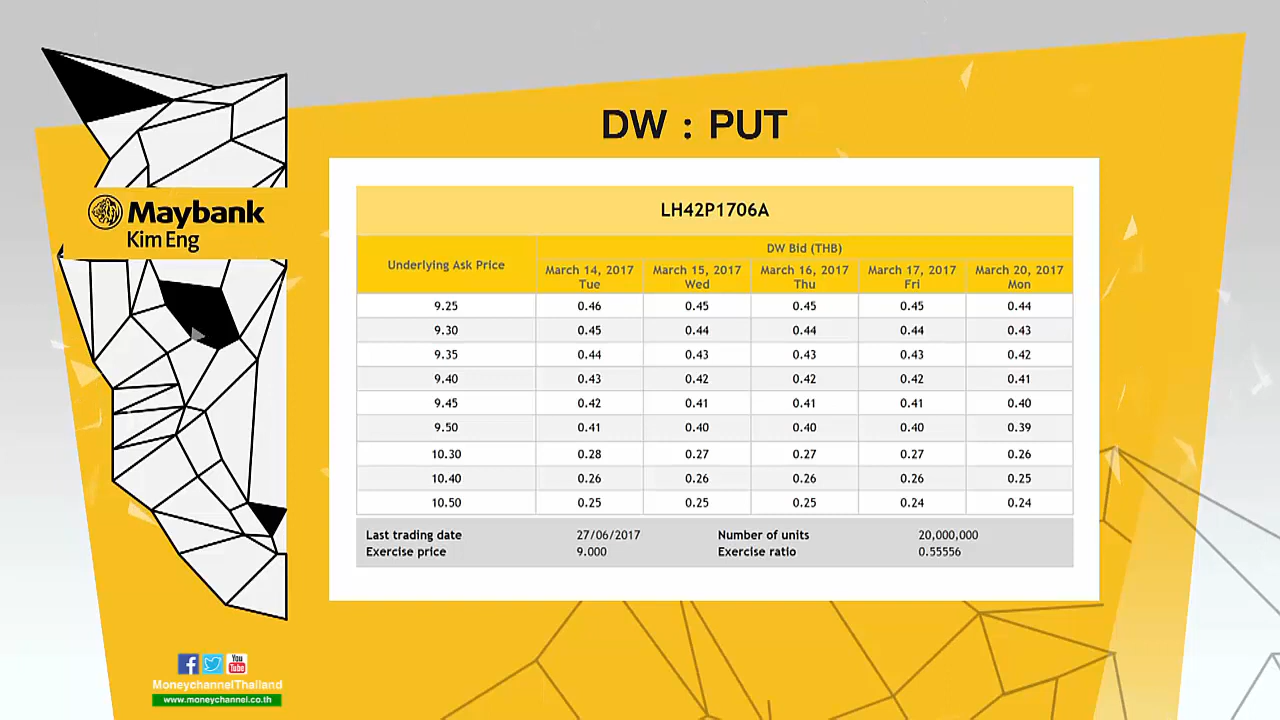 DW : PUT
Maybank
Kim Eng
LH42P1706A
Underlying Ask Price
DW Bid (THB)
March 14, 2017 March 15, 2017 March 16, 2017 March 17, 2017 March 20, 2017
Tue Wed Thu Fri Mon
9.25 0.46 0.45 0.45 0.45 0.44
9.30 0.45 0.44 0.44 0.44 0.43
9.35 0.44 0.43 0.43 0.43 0.42
9.40 0.43 0.42 0.42 0.42 0.41
9.45 0.42 0.41 0.41 0.41 0.40
9.50 0.41 0.40 0.40 0.40 0.39
10.30 0.28 0.27 0.27 0.27 0.26
10.40 0.26 0.26 0.26 0.26 0.25
10.50 0.25 0.25 0.25 0.24 0.24
Last trading date 27/06/2017 Number of units 20,000,000
Exercise price 9.000 Exercise ratio 0.55556
You
Tube
MoneychannelThailand
www.moneychannel.co.th